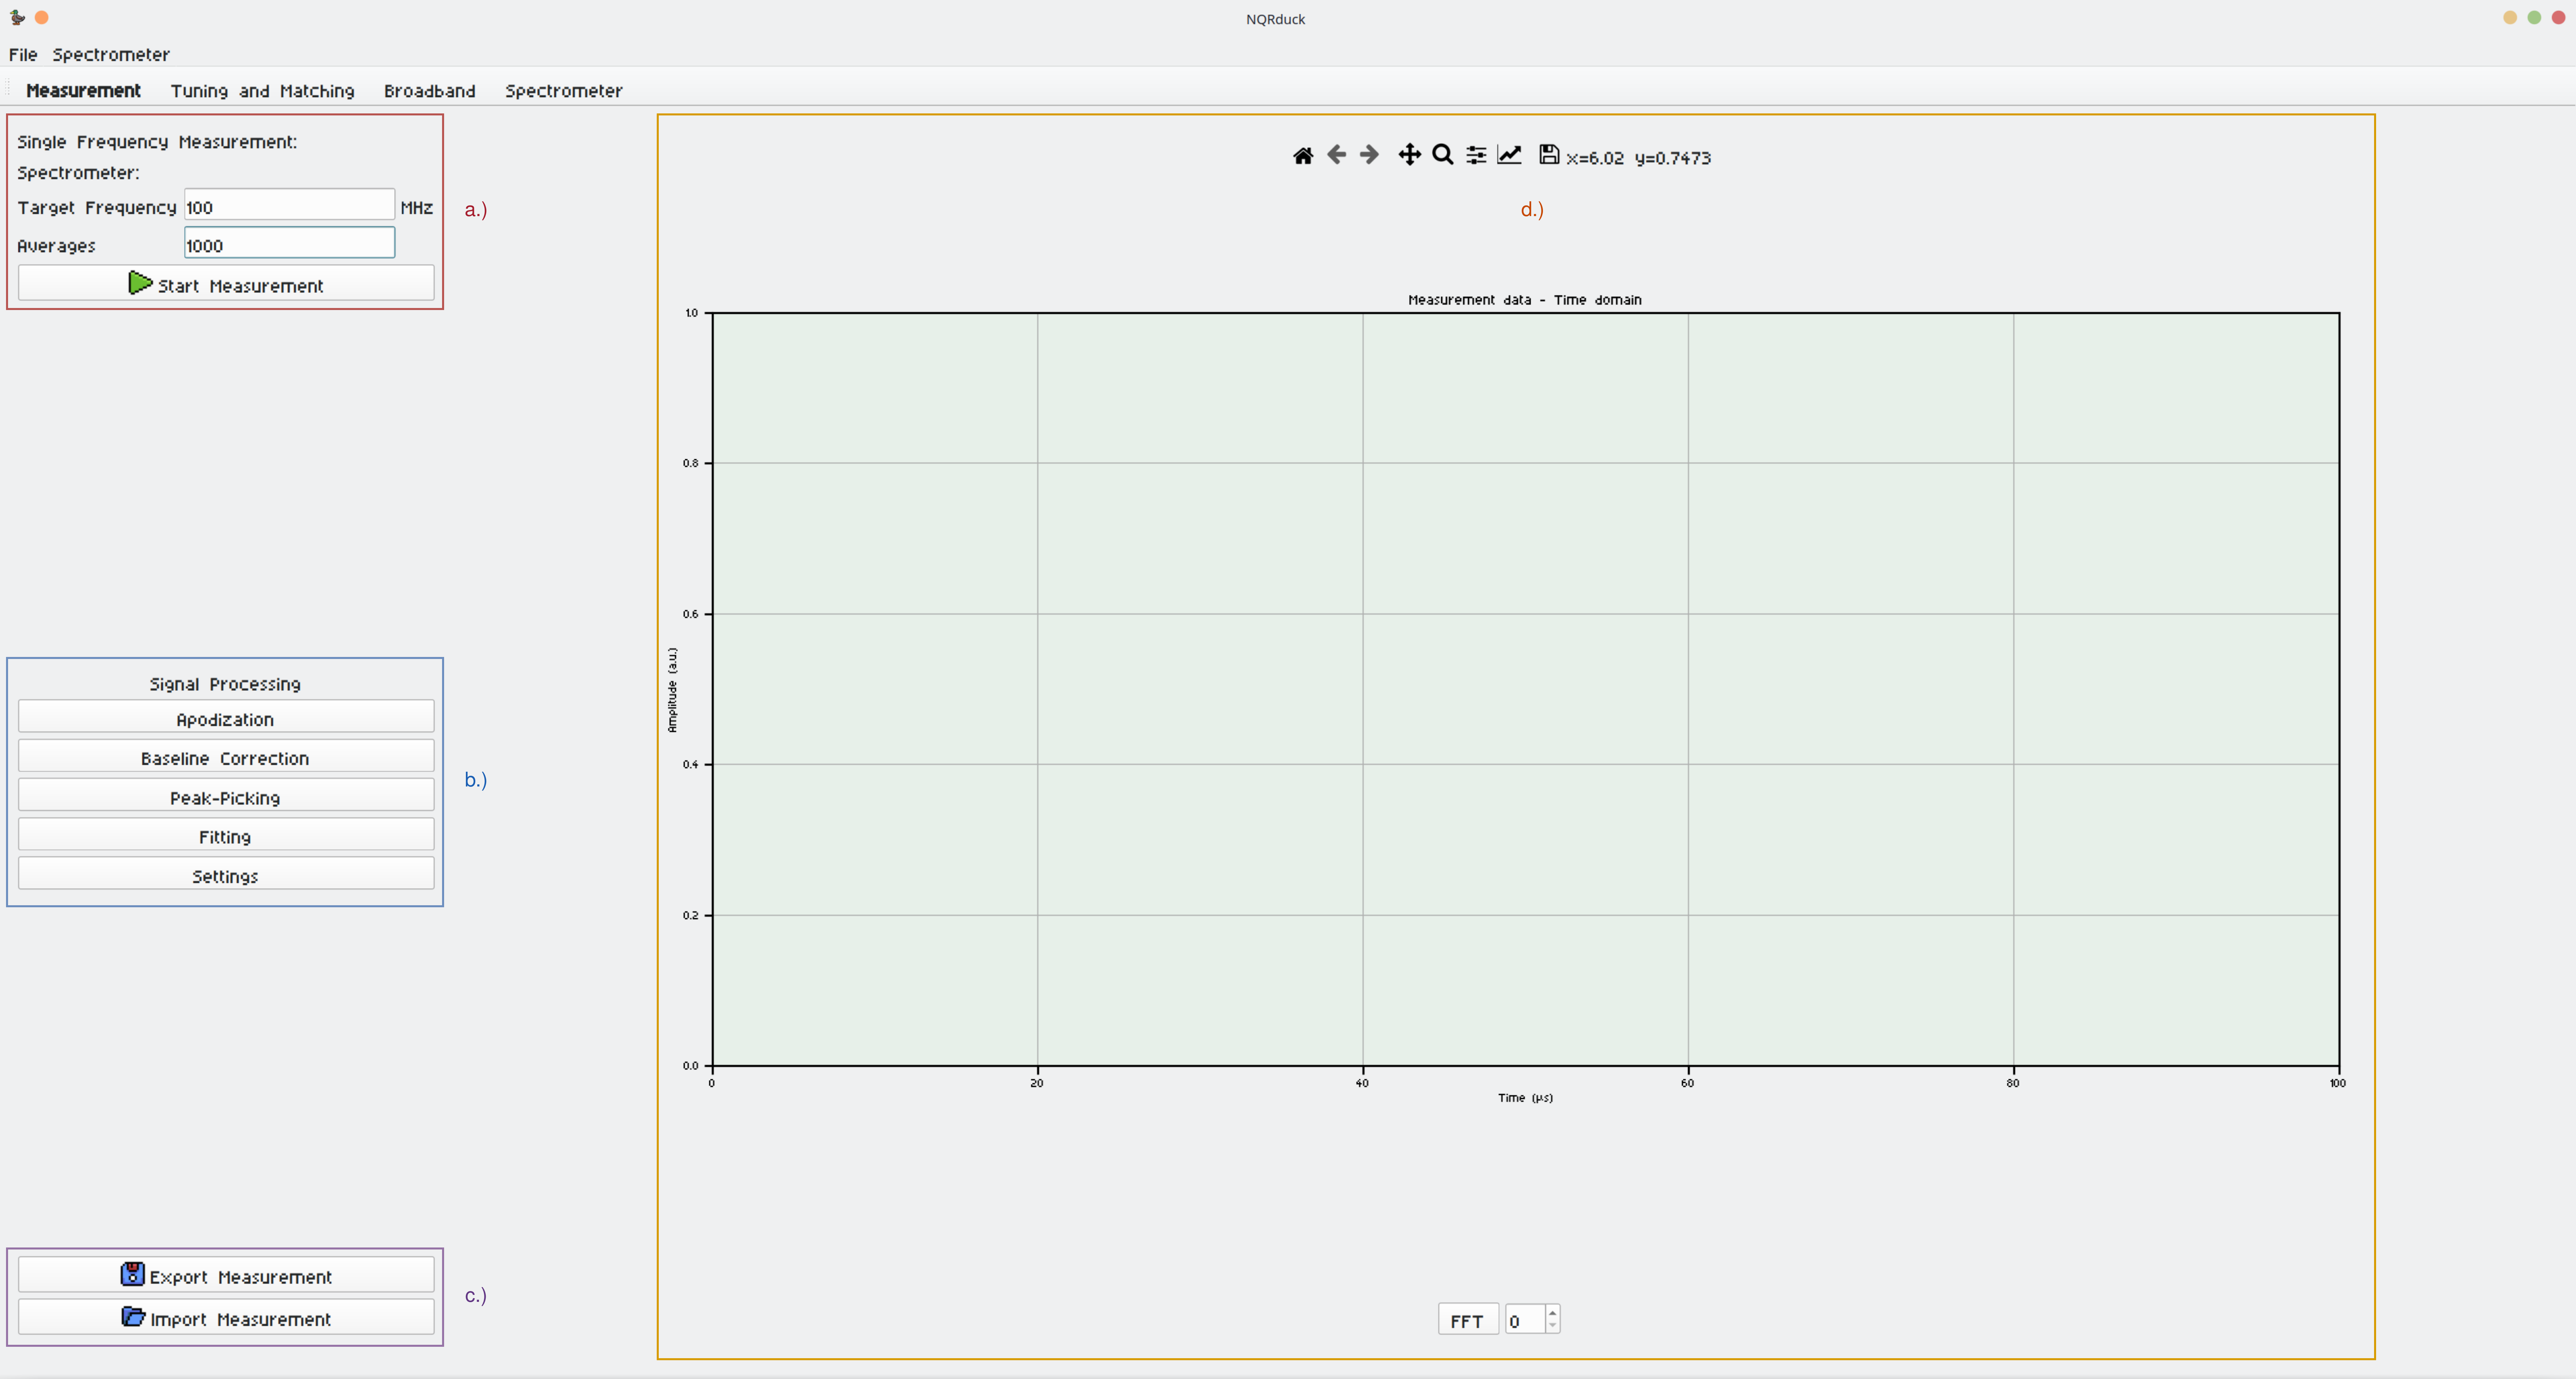 NQRduck
File Spectrometer
Measurement Tuning and Matching Broadband Spectrometer
Single Frequency Measurement:
Spectrometer:
Target Frequency 100 MHz
Averages 1000
Start Measurement
a.)
Signal Processing
Apodization
Baseline Correction
Peak-Picking
Fitting
Settings
b.)
Export Measurement
Import Measurement
c.)
x=6.02 y=0.7473
d.)
Measurement data - Time domain
1.0
0.8
0.6
0.4
0.2
0.0
Amplitude (a.u.)
0 20 40 60 80 100
Time (µs)
FFT 0